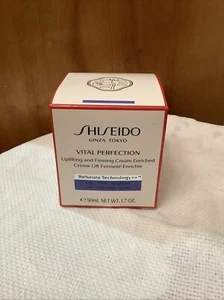 SHISEIDO
GINZA TOKYO
VITAL PERFECTION
Uplifting and Firming Cream Enriched
Crème Lift Fermeté Enrichie
ReNeura Technology++™
e 50mL NET WT. 1.7 OZ.